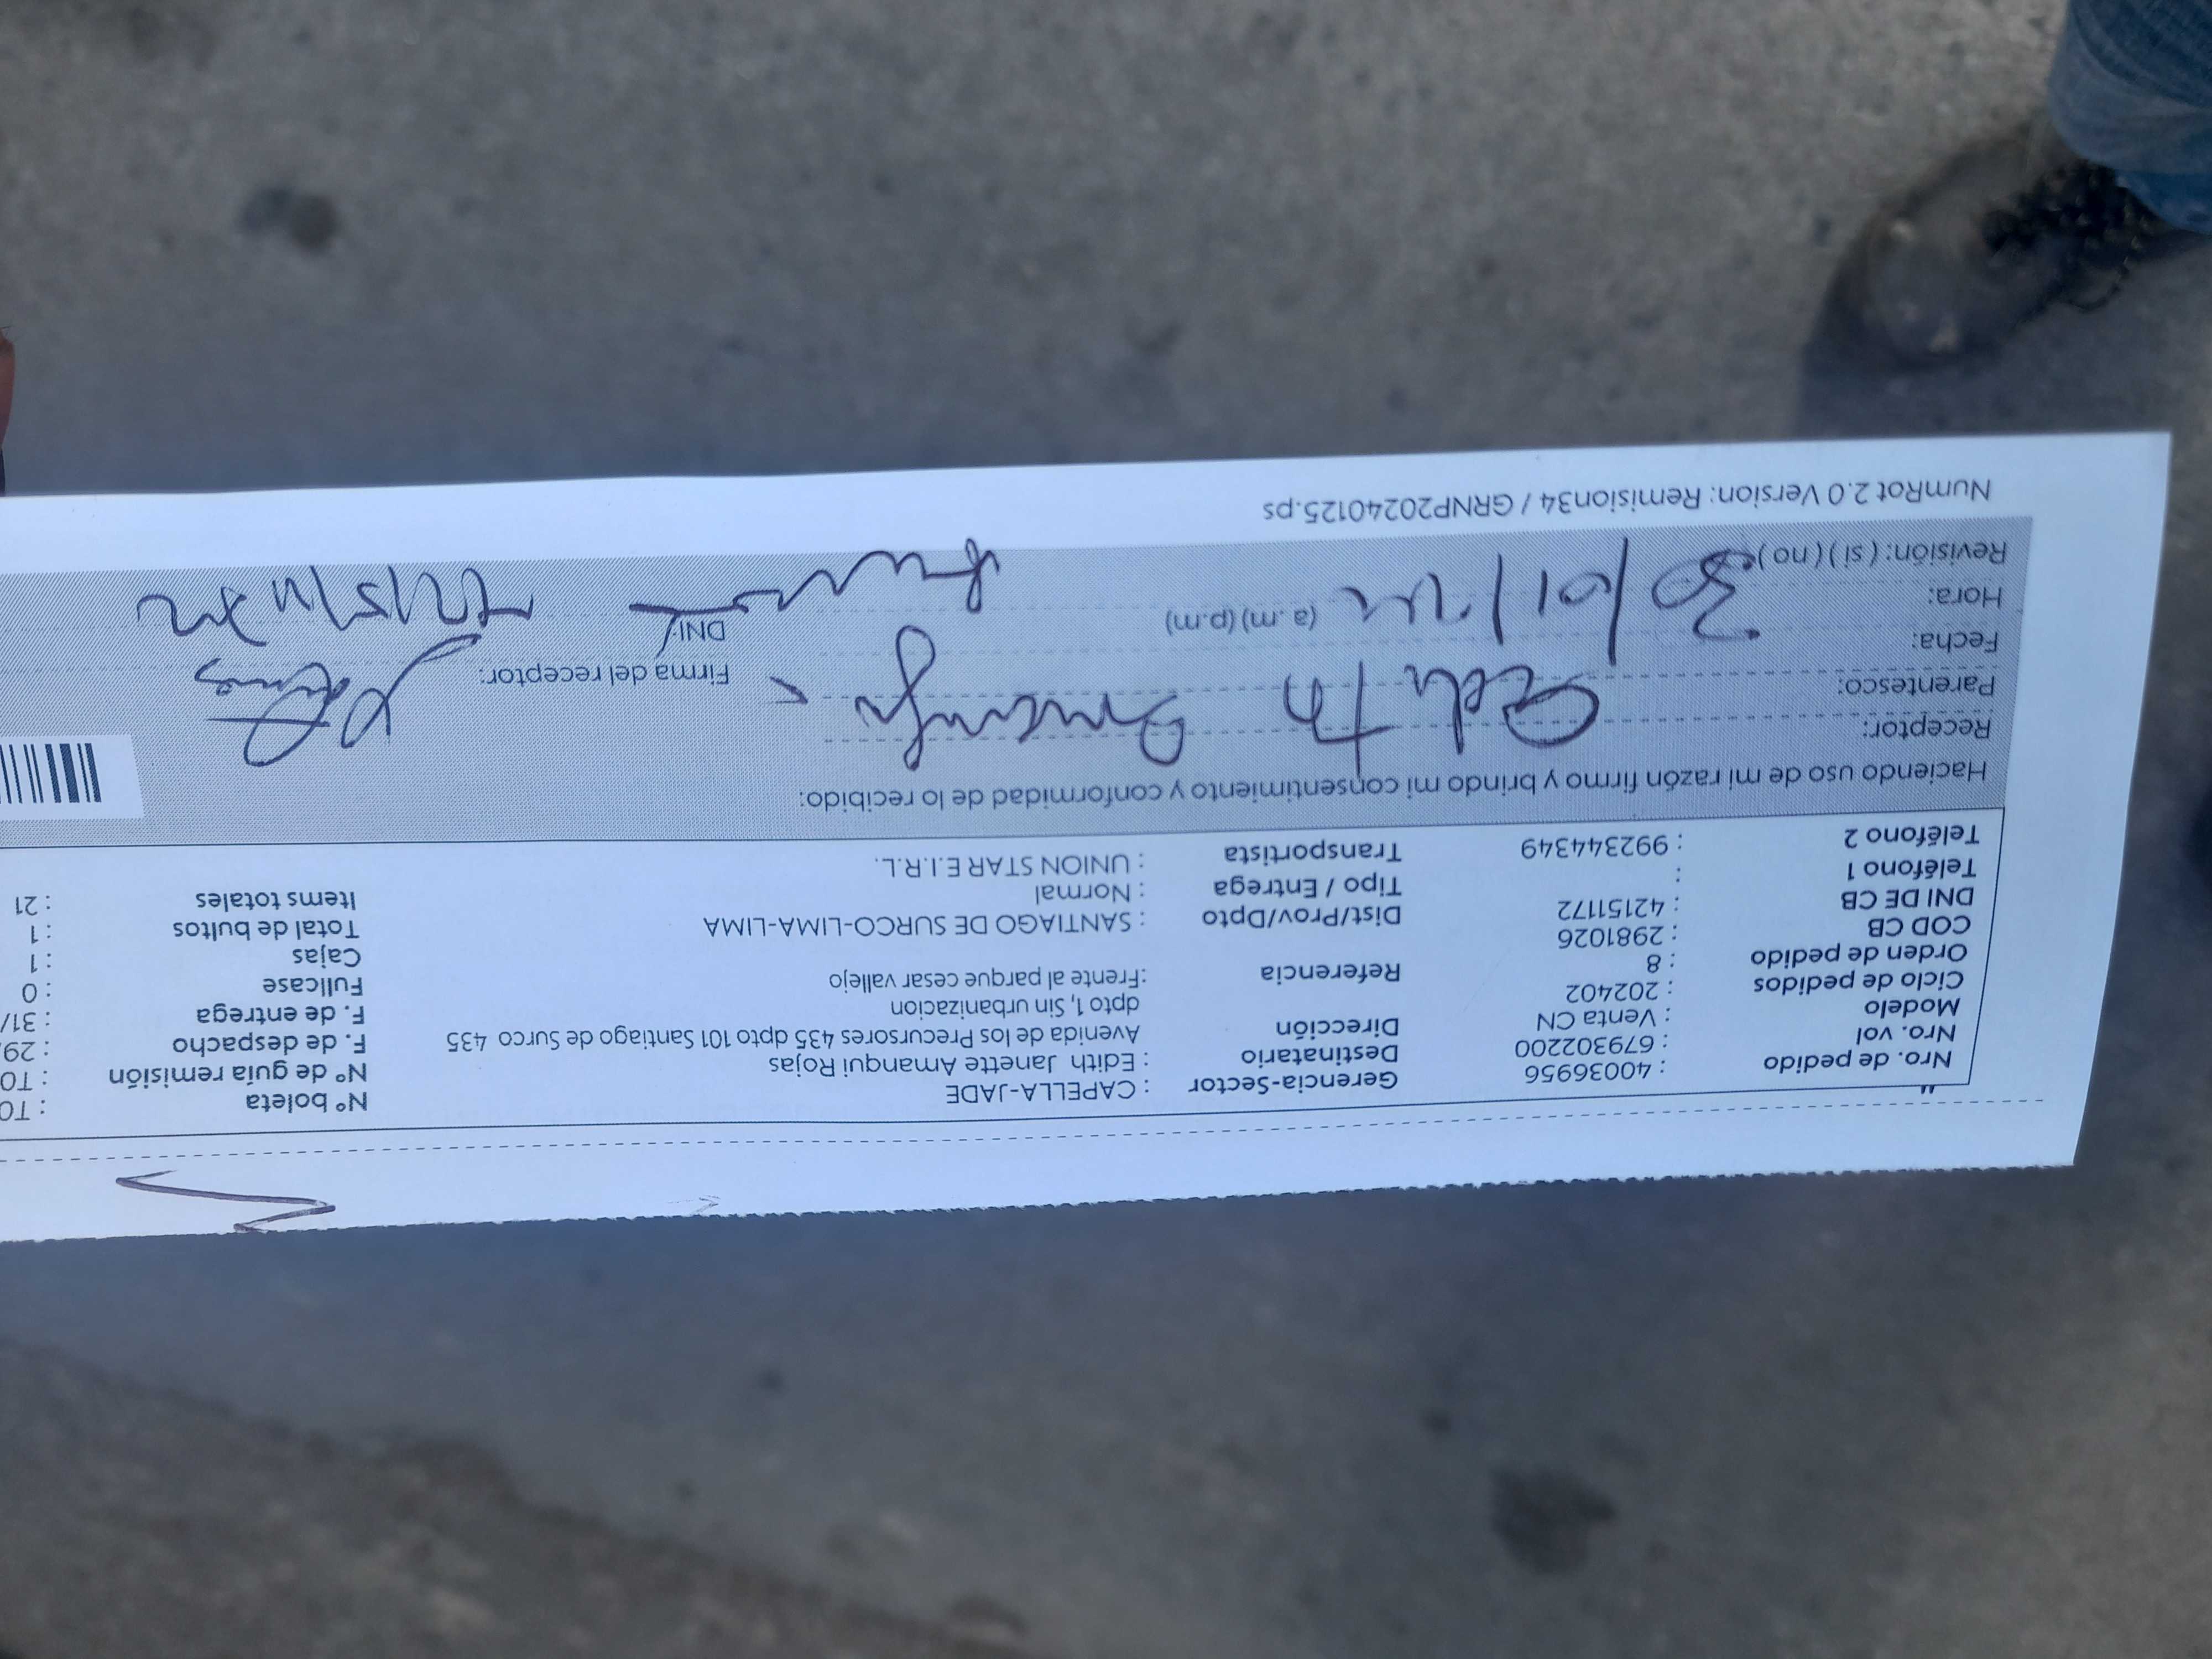 Nro. de pedido : 40036956 Gerencia-Sector : CAPELLA-JADE N° boleta : T0
Nro. vol : 679302200 Destinatario : Edith Janette Amanqui Rojas N° de guía remisión : T0
Modelo : Venta CN Dirección Avenida de los Precursores 435 dpto 101 Santiago de Surco 435 F. de despacho : 29
Ciclo de pedidos : 202402 dpto 1, Sin urbanizacion F. de entrega : 31/
Orden de pedido : 8 Referencia :Frente al parque cesar vallejo Fullcase : 0
COD CB : 2981026 Cajas : 1
DNI DE CB : 42151172 Dist/Prov/Dpto : SANTIAGO DE SURCO-LIMA-LIMA Total de bultos : 1
Teléfono 1 : Tipo / Entrega : Normal Items totales : 21
Teléfono 2 : 992344349 Transportista : UNION STAR E.I.R.L.
Haciendo uso de mi razón firmo y brindo mi consentimiento y conformidad de lo recibido:
Receptor: Edith
Parentesco: Firma del receptor:
Fecha: 30/01/
Hora: (a.m) (p.m) DNI:
Revisión: (si) (no)
NumRot 2.0 Version: Remision34 / GRNP20240125.ps